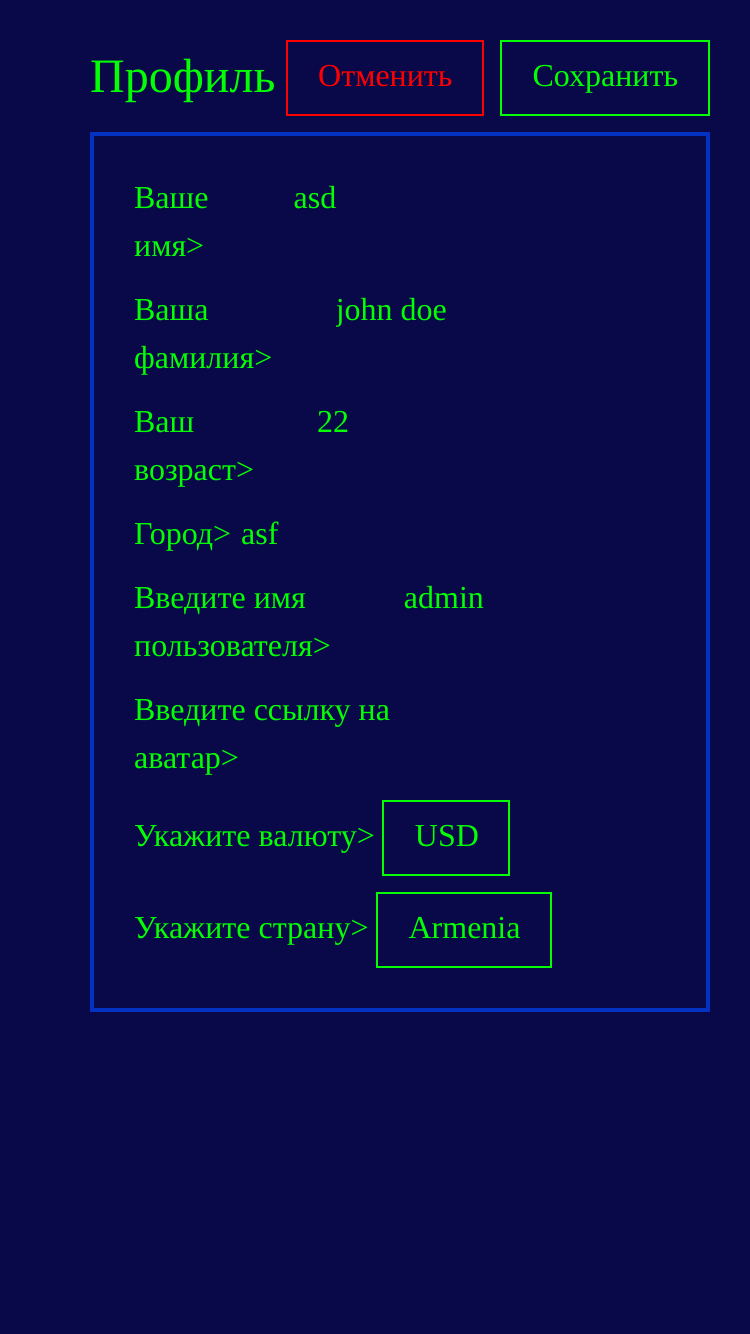 Профиль Отменить Сохранить
Ваше asd
имя>
Ваша john doe
фамилия>
Ваш 22
возраст>
Город> asf
Введите имя admin
пользователя>
Введите ссылку на
аватар>
Укажите валюту> USD
Укажите страну> Armenia